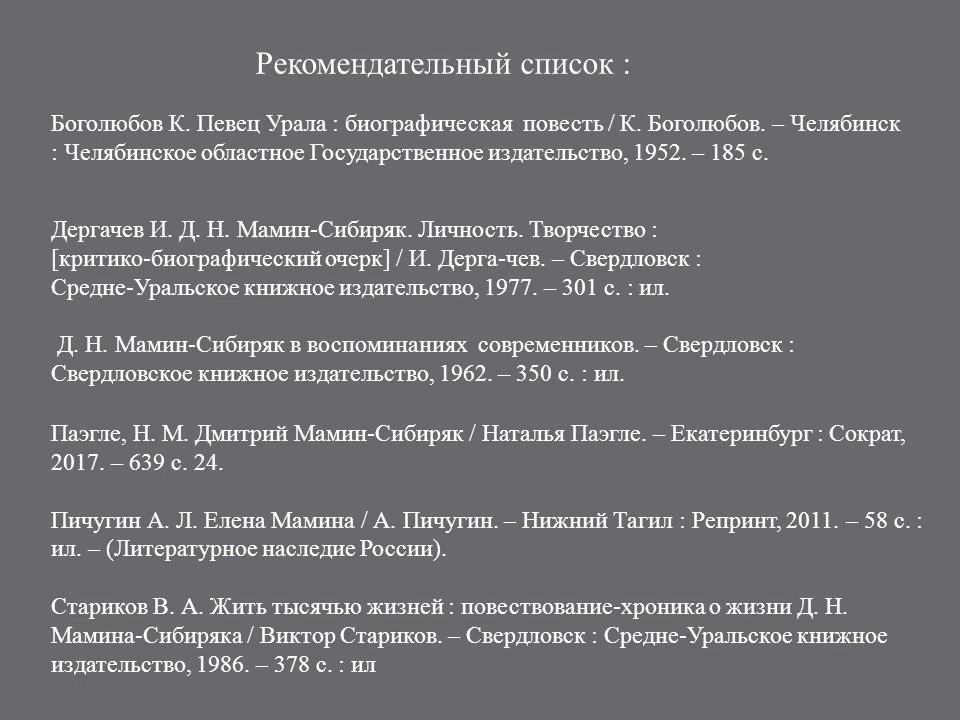 Рекомендательный список :
Боголюбов К. Певец Урала : биографическая повесть / К. Боголюбов. – Челябинск
: Челябинское областное Государственное издательство, 1952. – 185 с.
Дергачев И. Д. Н. Мамин-Сибиряк. Личность. Творчество :
[критико-биографический очерк] / И. Дерга-чев. – Свердловск :
Средне-Уральское книжное издательство, 1977. – 301 с. : ил.
Д. Н. Мамин-Сибиряк в воспоминаниях современников. – Свердловск :
Свердловское книжное издательство, 1962. – 350 с. : ил.
Паэгле, Н. М. Дмитрий Мамин-Сибиряк / Наталья Паэгле. – Екатеринбург : Сократ,
2017. – 639 с. 24.
Пичугин А. Л. Елена Мамина / А. Пичугин. – Нижний Тагил : Репринт, 2011. – 58 с. :
ил. – (Литературное наследие России).
Стариков В. А. Жить тысячью жизней : повествование-хроника о жизни Д. Н.
Мамина-Сибиряка / Виктор Стариков. – Свердловск : Средне-Уральское книжное
издательство, 1986. – 378 с. : ил